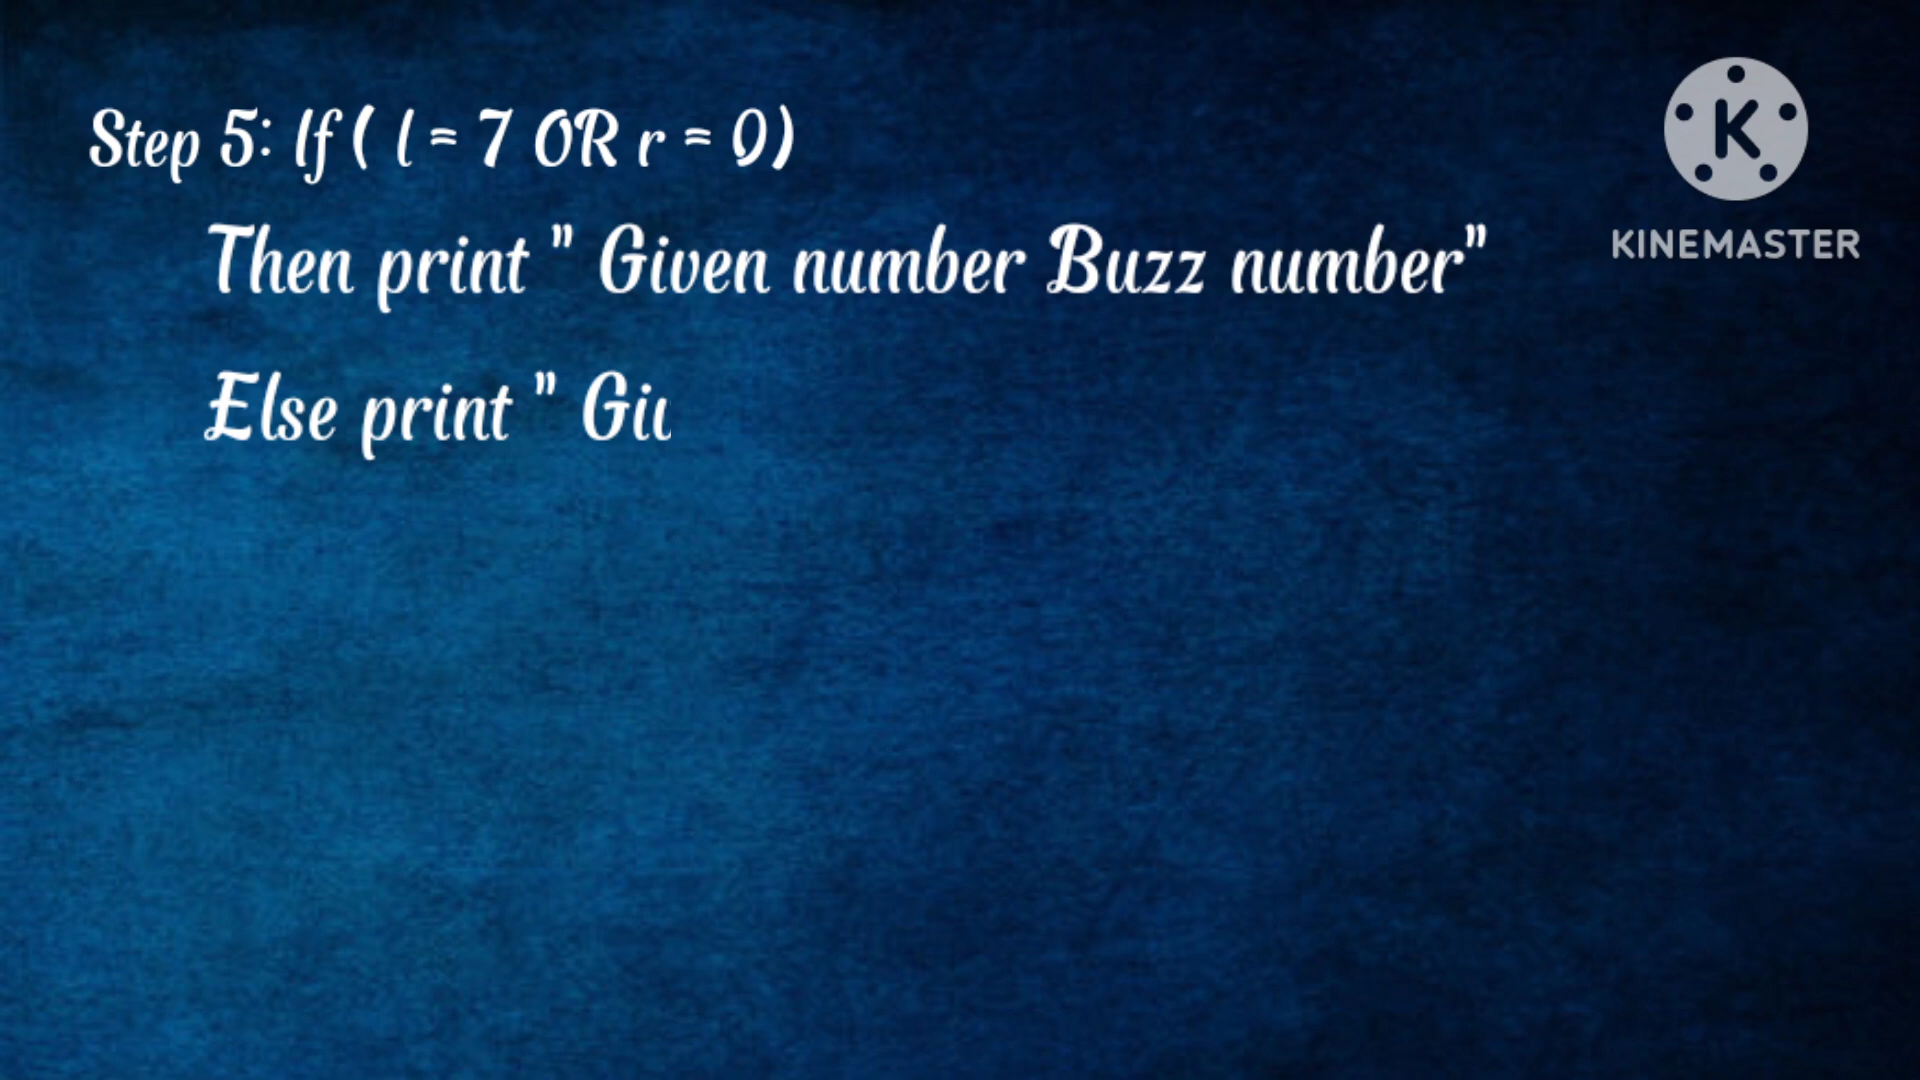 Step 5: If ( l = 7 OR r = 0)
Then print " Given number Buzz number"
Else print "
K
KINEMASTER